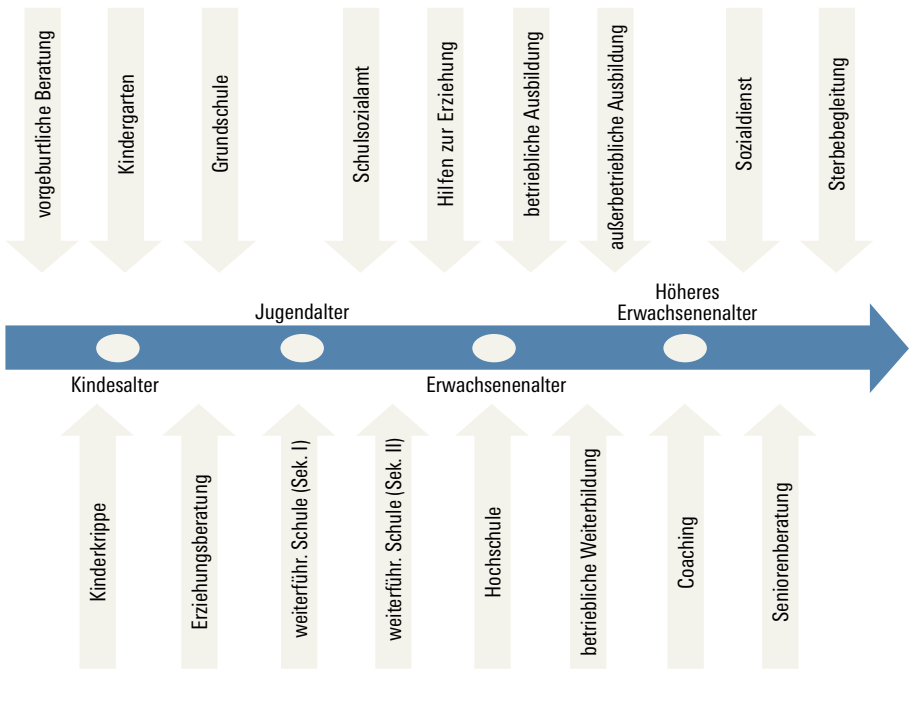 vorgeburtliche Beratung
Kindergarten
Grundschule
Schulsozialamt
Hilfen zur Erziehung
betriebliche Ausbildung
außerbetriebliche Ausbildung
Sozialdienst
Sterbebegleitung
Jugendalter
Höheres
Erwachsenenalter
Kindesalter
Erwachsenenalter
Kinderkrippe
Erziehungsberatung
weiterführ. Schule (Sek. I)
weiterführ. Schule (Sek. II)
Hochschule
betriebliche Weiterbildung
Coaching
Seniorenberatung